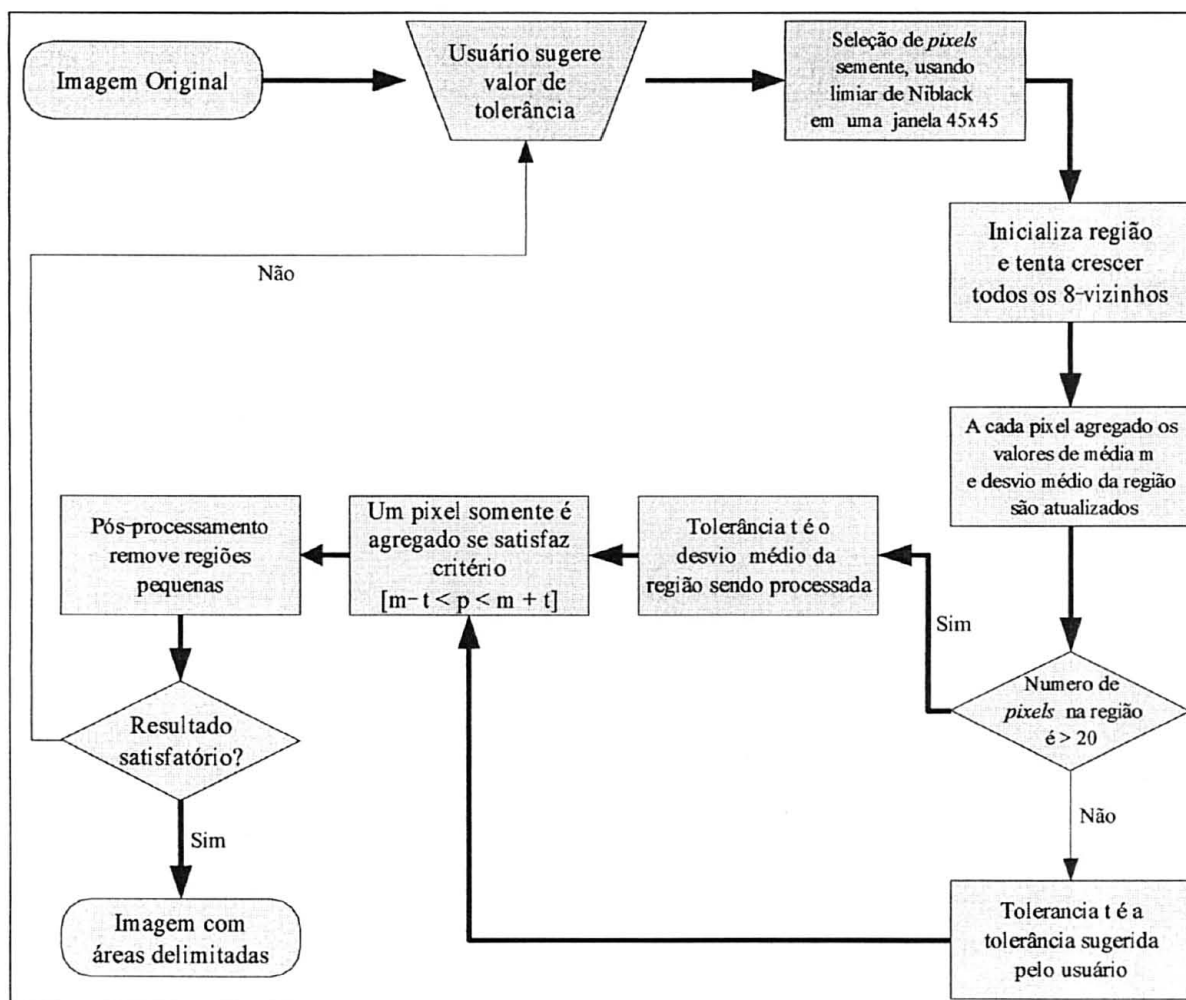 Imagem Original
Usuário sugere
valor de
tolerância
Seleção de pixels
semente, usando
limiar de Niblack
em uma janela 45x45
Inicializa região
e tenta crescer
todos os 8-vizinhos
A cada pixel agregado os
valores de média m
e desvio médio da região
são atualizados
Numero de
pixels na região
é > 20
Sim
Não
Tolerância t é o
desvio médio da
região sendo processada
Tolerancia t é a
tolerância sugerida
pelo usuário
Um pixel somente é
agregado se satisfaz
critério
[m- t < p < m + t]
Pós-processamento
remove regiões
pequenas
Resultado
satisfatório?
Não
Sim
Imagem com
áreas delimitadas